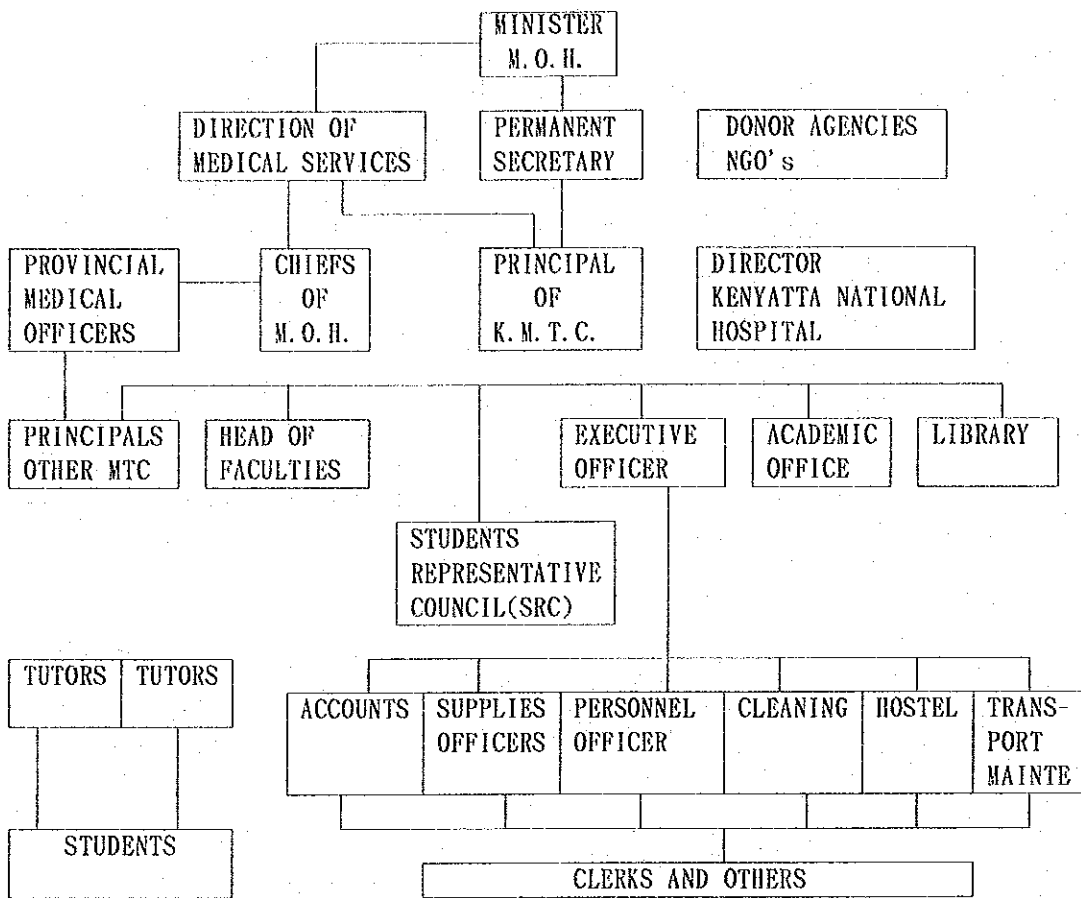 MINISTER
M.O.H.
DIRECTION OF
MEDICAL SERVICES
PERMANENT
SECRETARY
DONOR AGENCIES
NGO's
PROVINCIAL
MEDICAL
OFFICERS
CHIEFS
OF
M.O.H.
PRINCIPAL
OF
K.M.T.C.
DIRECTOR
KENYATTA NATIONAL
HOSPITAL
PRINCIPALS
OTHER MTC
HEAD OF
FACULTIES
EXECUTIVE
OFFICER
ACADEMIC
OFFICE
LIBRARY
STUDENTS
REPRESENTATIVE
COUNCIL(SRC)
TUTORS
TUTORS
ACCOUNTS
SUPPLIES
OFFICERS
PERSONNEL
OFFICER
CLEANING
HOSTEL
TRANS-
PORT
MAINTE
STUDENTS
CLERKS AND OTHERS